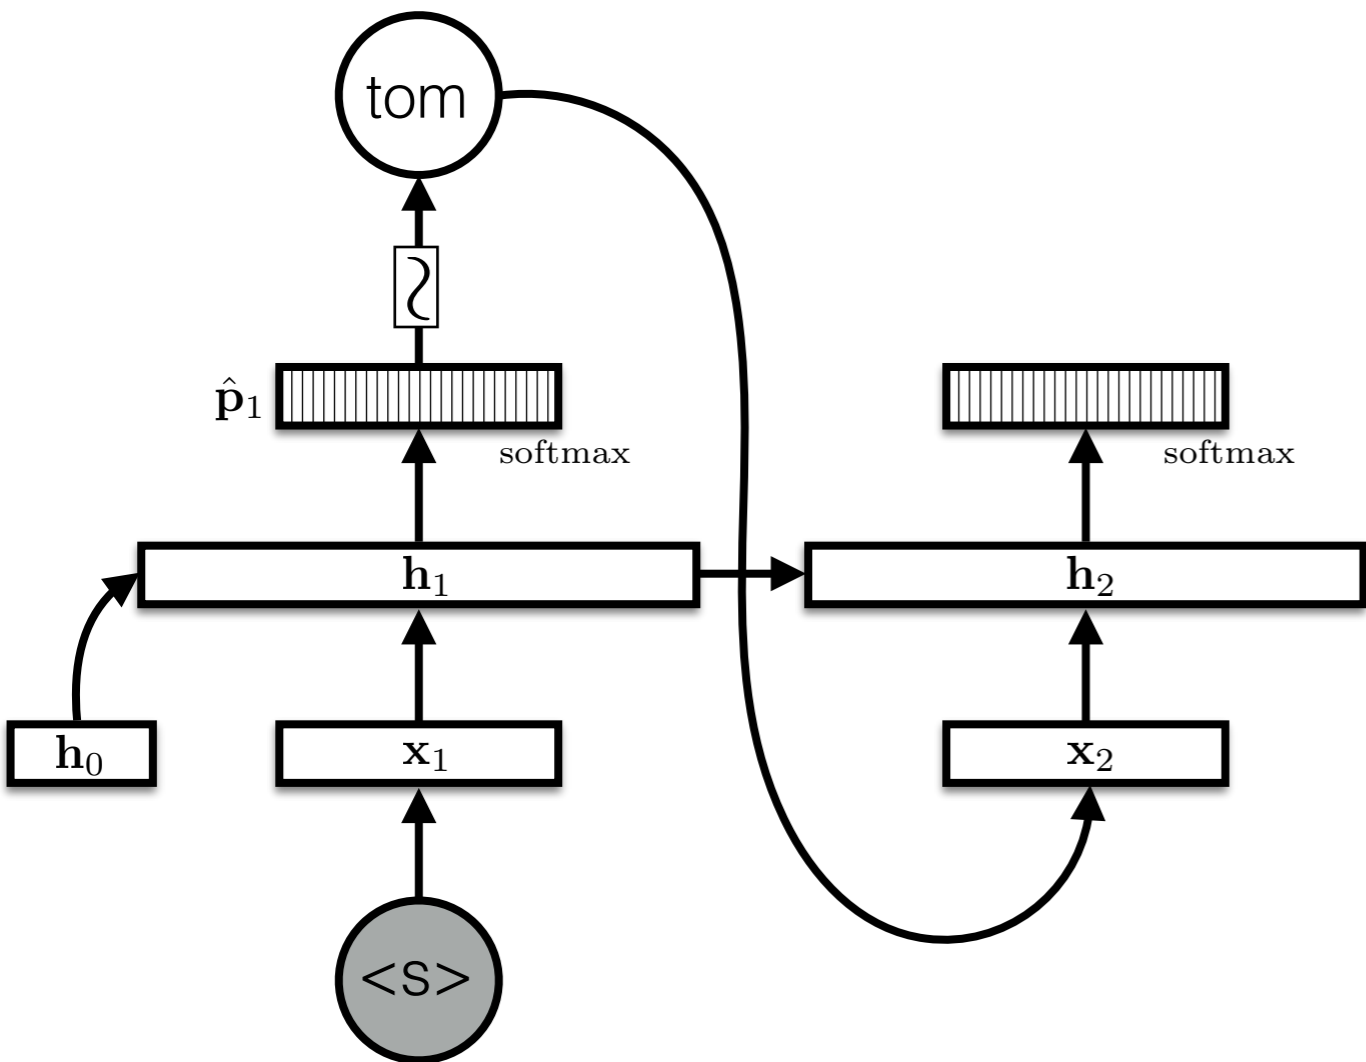 tom
∼
p̂₁
softmax softmax
h₁ h₂
h₀ x₁ x₂
<s>